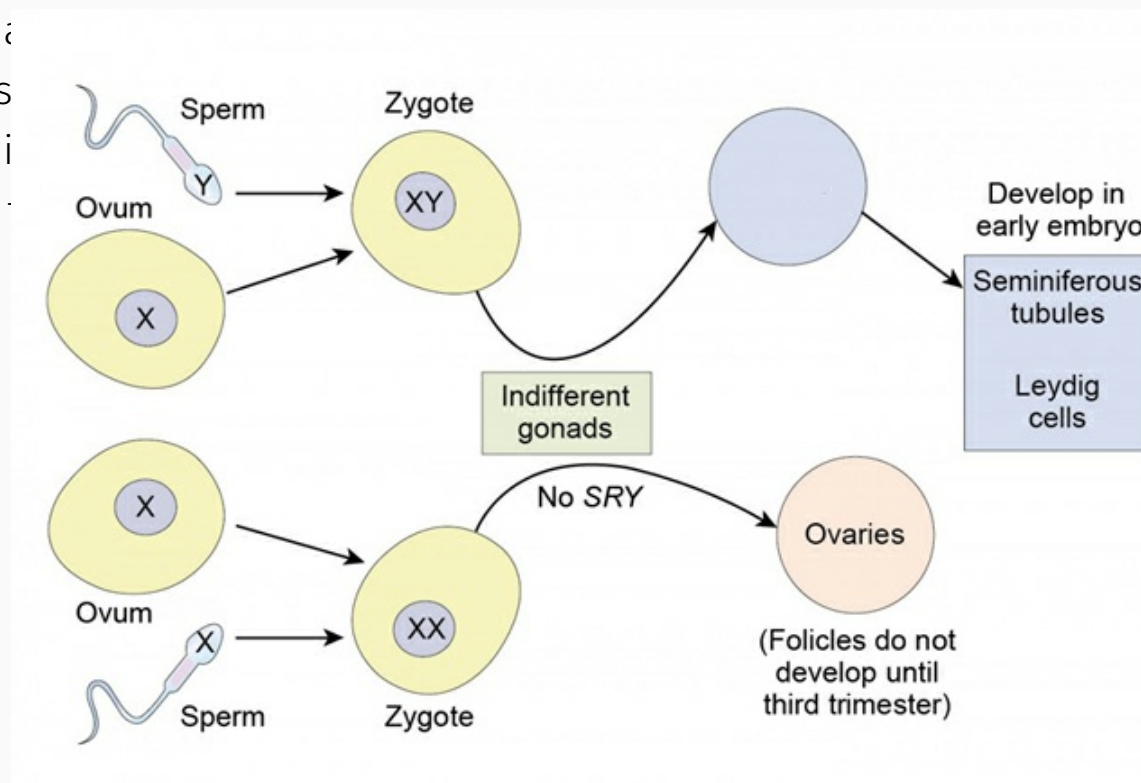 Sperm
Zygote
Y
XY
Ovum
X
Develop in
early embryo
Seminiferous
tubules
Leydig
cells
Indifferent
gonads
No SRY
X
Ovum
X
Sperm
XX
Zygote
Ovaries
(Folicles do not
develop until
third trimester)